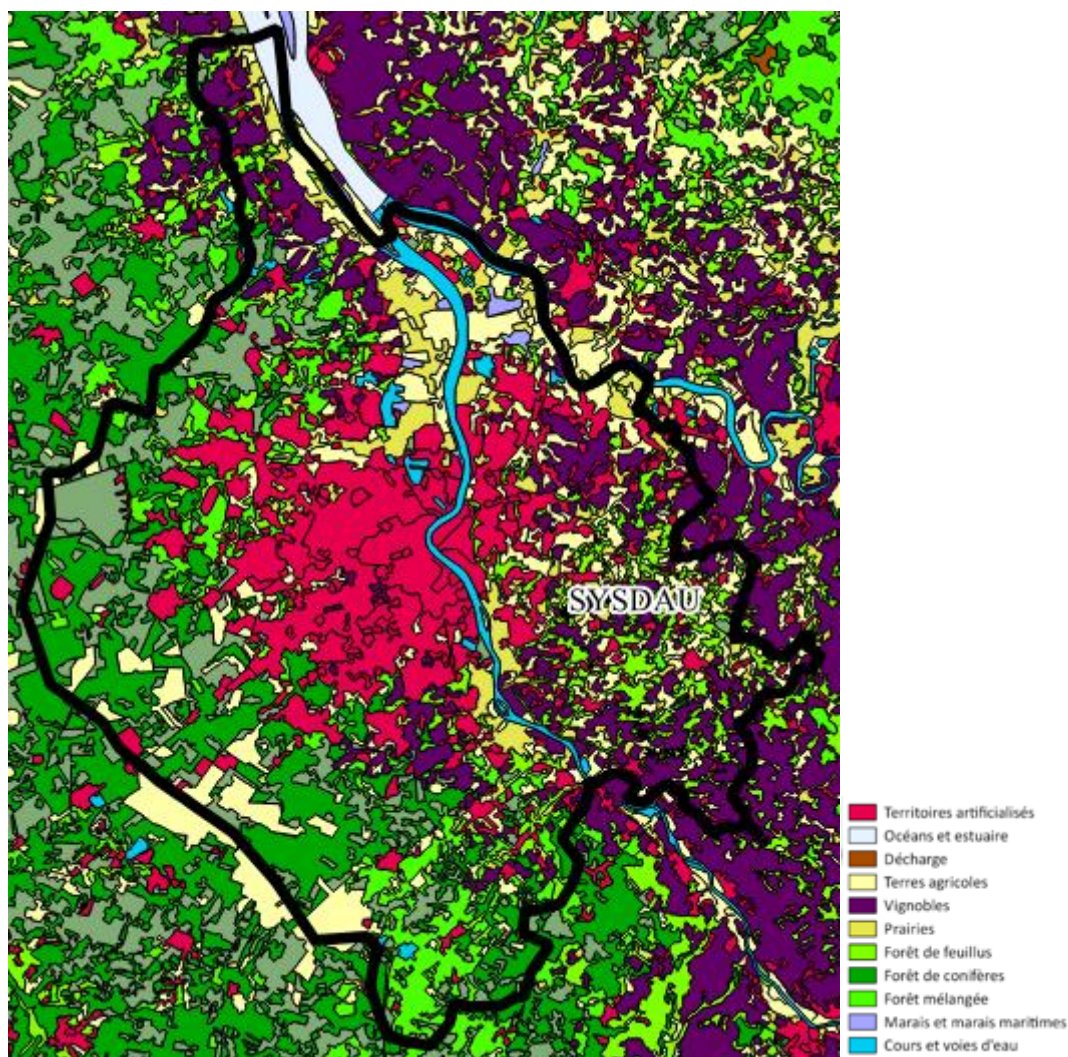 SYSDAU
Territoires artificialisés
Océans et estuaire
Décharge
Terres agricoles
Vignobles
Prairies
Forêt de feuillus
Forêt de conifères
Forêt mélangée
Marais et marais maritimes
Cours et voies d'eau